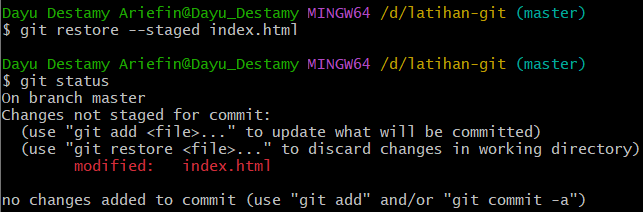 Dayu Destamy Ariefin@Dayu_Destamy MINGW64 /d/latihan-git (master)
$ git restore --staged index.html
Dayu Destamy Ariefin@Dayu_Destamy MINGW64 /d/latihan-git (master)
$ git status
On branch master
Changes not staged for commit:
  (use "git add <file>..." to update what will be committed)
  (use "git restore <file>..." to discard changes in working directory)
        modified:   index.html
no changes added to commit (use "git add" and/or "git commit -a")